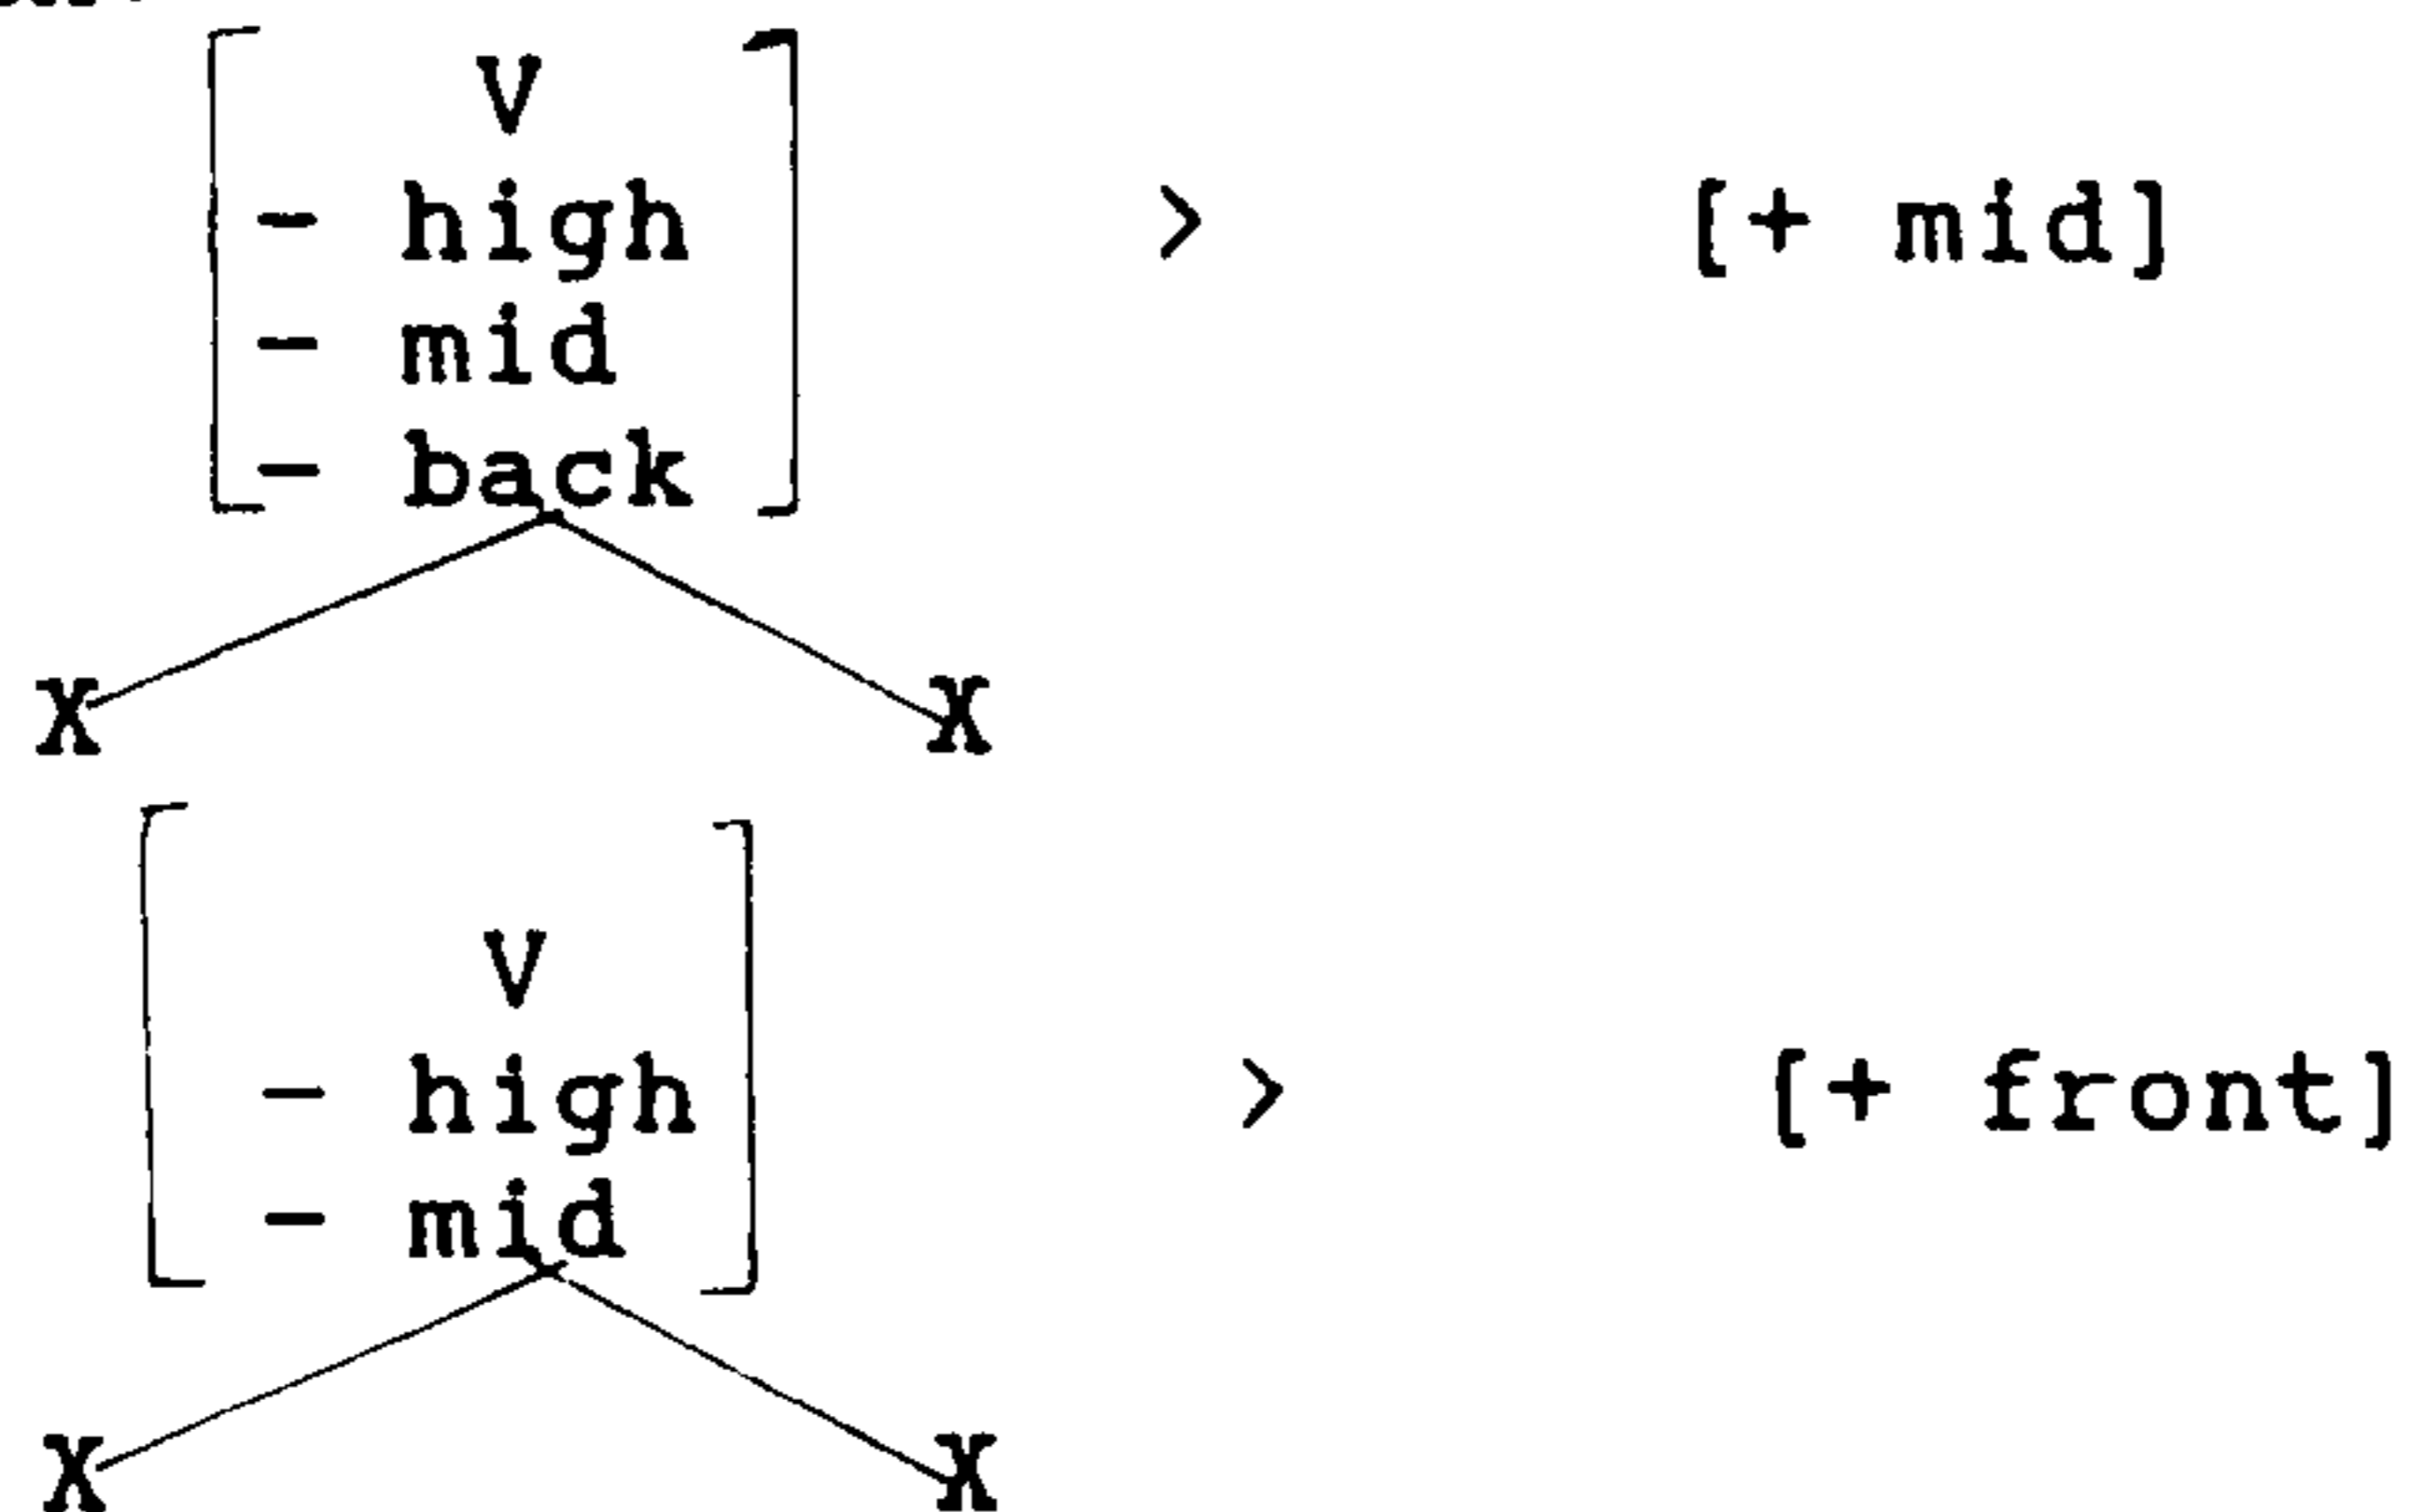 V
- high > [+ mid]
- mid
- back
X X
V
- high > [+ front]
- mid
X X